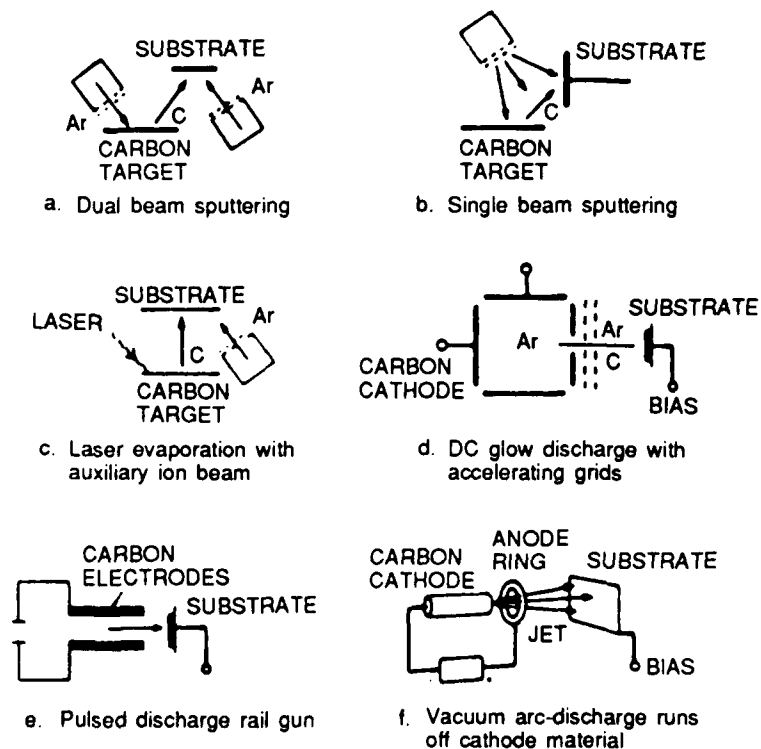 SUBSTRATE
Ar
Ar
C
CARBON
TARGET
a. Dual beam sputtering
SUBSTRATE
C
CARBON
TARGET
b. Single beam sputtering
SUBSTRATE
LASER
Ar
C
CARBON
TARGET
c. Laser evaporation with
auxiliary ion beam
SUBSTRATE
Ar
Ar
C
CARBON
CATHODE
BIAS
d. DC glow discharge with
accelerating grids
CARBON
ELECTRODES
SUBSTRATE
e. Pulsed discharge rail gun
ANODE
RING
CARBON
CATHODE
SUBSTRATE
JET
BIAS
f. Vacuum arc-discharge runs
off cathode material